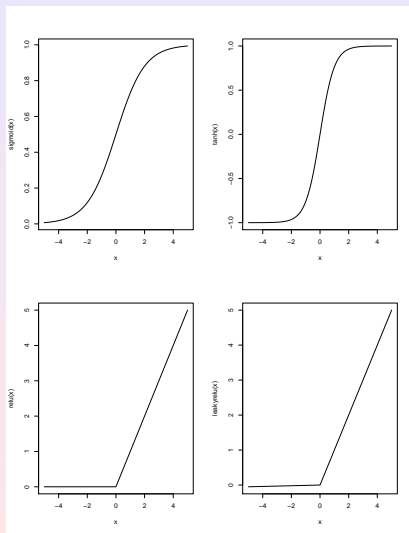 sigmoid(x)
0.0 0.2 0.4 0.6 0.8 1.0
−4 −2 0 2 4
x
tanh(x)
−1.0 −0.5 0.0 0.5 1.0
−4 −2 0 2 4
x
relu(x)
0 1 2 3 4 5
−4 −2 0 2 4
x
leakyrelu(x)
0 1 2 3 4 5
−4 −2 0 2 4
x